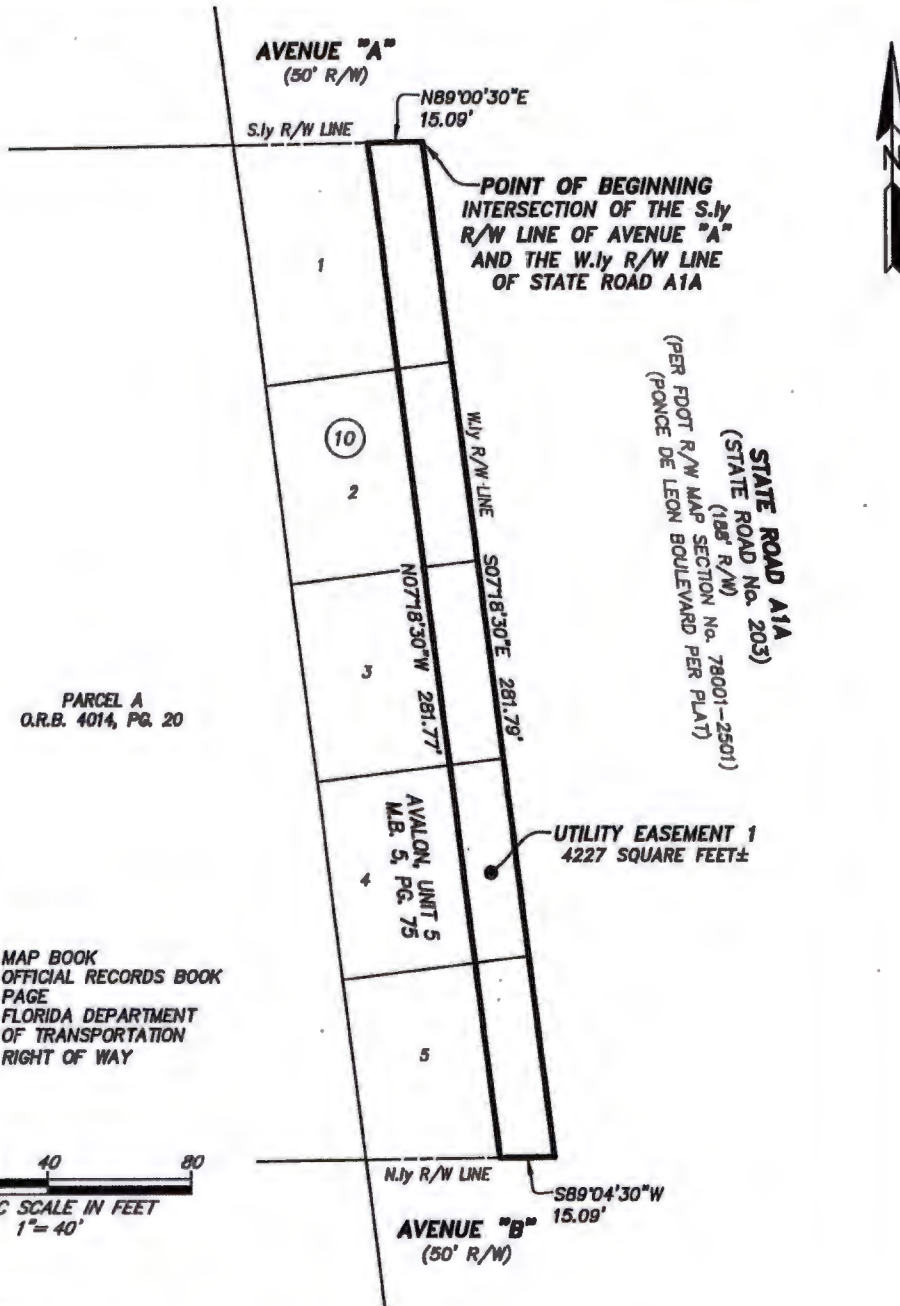 AVENUE "A"
(50' R/W)
N89°00'30"E
15.09'
S.ly R/W LINE
POINT OF BEGINNING
INTERSECTION OF THE S.ly
R/W LINE OF AVENUE "A"
AND THE W.ly R/W LINE
OF STATE ROAD A1A
N
1
10
2
W.ly R/W LINE
STATE ROAD A1A
(STATE ROAD No. 203)
(188' R/W)
(PER FDOT R/W MAP SECTION No. 78001-2501)
(PONCE DE LEON BOULEVARD PER PLAT)
S07°18'30"E 281.79'
N07°18'30"W 281.77'
3
PARCEL A
O.R.B. 4014, PG. 20
AVALON, UNIT 5
M.B. 5, PG. 75
4
UTILITY EASEMENT 1
4227 SQUARE FEET±
MAP BOOK
OFFICIAL RECORDS BOOK
PAGE
FLORIDA DEPARTMENT
OF TRANSPORTATION
RIGHT OF WAY
5
40 80
C SCALE IN FEET
1"= 40'
N.ly R/W LINE
S89°04'30"W
15.09'
AVENUE "B"
(50' R/W)